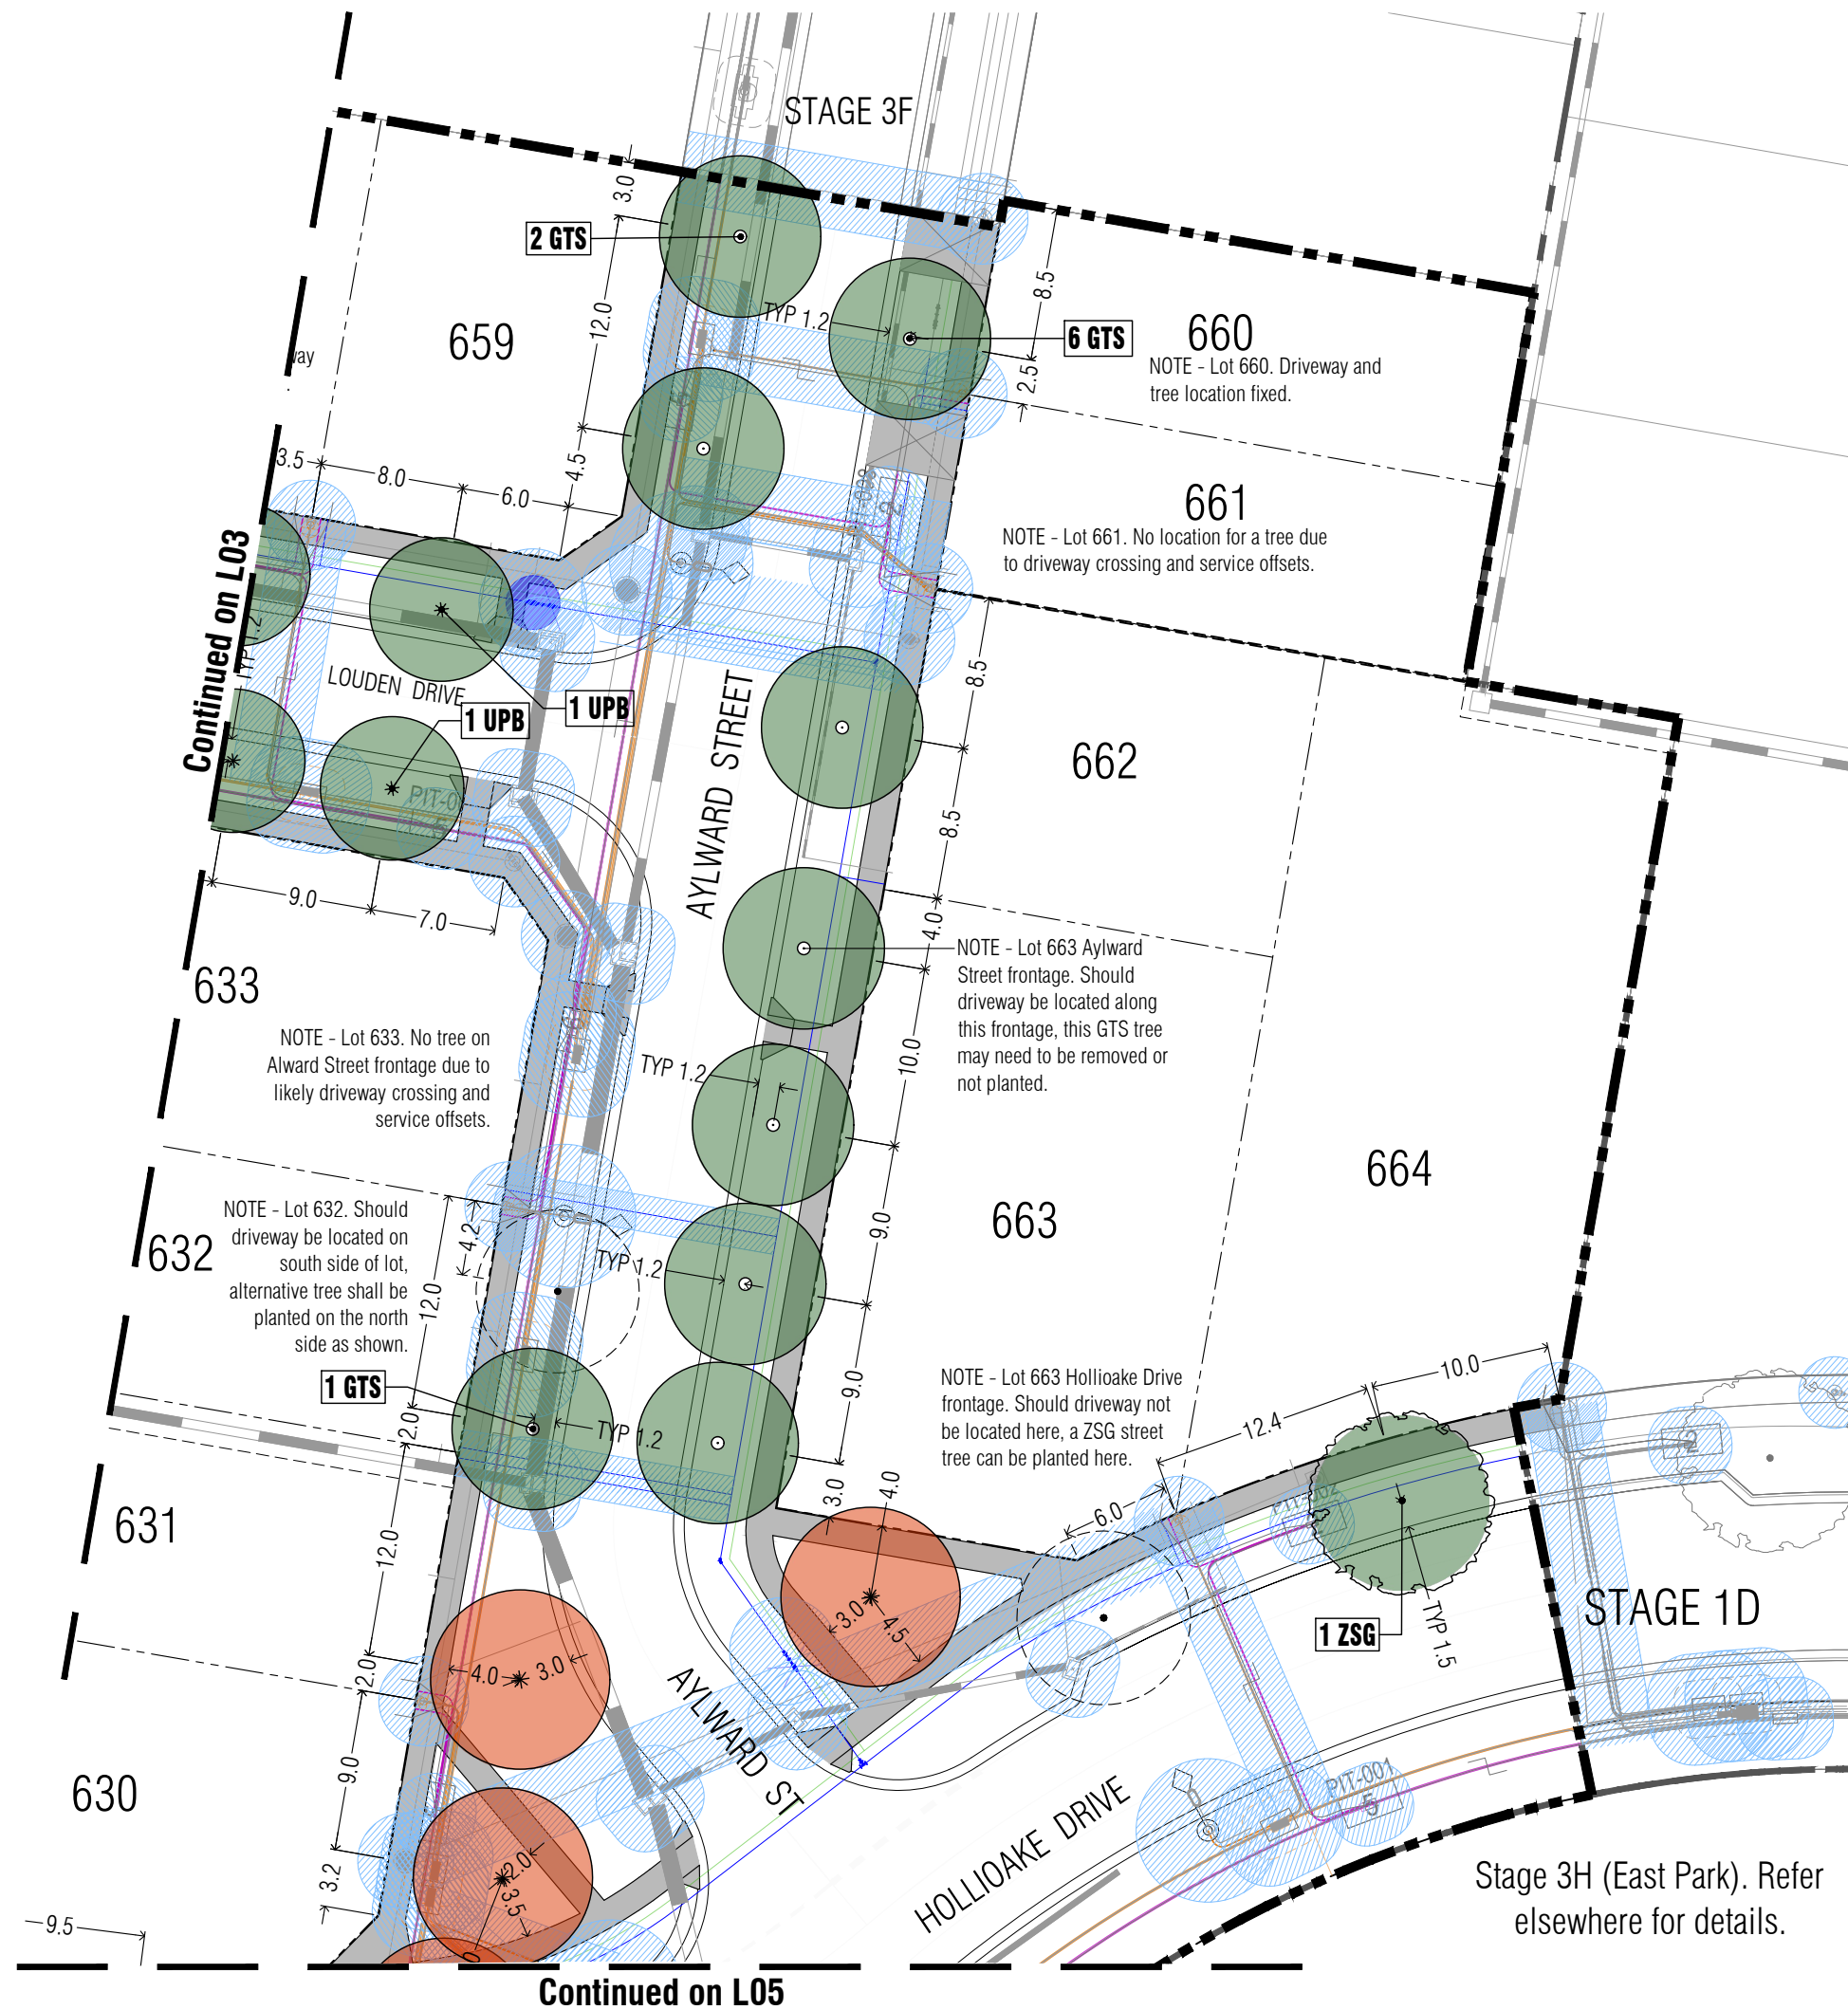 STAGE 3F
3.0
2 GTS
8.5
12.0
TYP 1.2
6 GTS
660
659
NOTE - Lot 660. Driveway and
tree location fixed.
way
2.5
3.5
8.0
6.0
4.5
661
NOTE - Lot 661. No location for a tree due
to driveway crossing and service offsets.
Continued on L03
LOUDEN DRIVE
1 UPB
1 UPB
AYLWARD STREET
8.5
662
PIT-0
8.5
9.0
7.0
4.0
NOTE - Lot 663 Aylward
Street frontage. Should
driveway be located along
this frontage, this GTS tree
may need to be removed or
not planted.
633
NOTE - Lot 633. No tree on
Alward Street frontage due to
likely driveway crossing and
service offsets.
TYP 1.2
10.0
664
663
NOTE - Lot 632. Should
driveway be located on
south side of lot,
alternative tree shall be
planted on the north
side as shown.
632
4.2
12.0
TYP 1.2
9.0
1 GTS
2.0
TYP 1.2
9.0
NOTE - Lot 663 Hollioake Drive
frontage. Should driveway not
be located here, a ZSG street
tree can be planted here.
12.4
10.0
631
12.0
3.0
4.0
6.0
3.0
4.5
1 ZSG
TYP 1.5
STAGE 1D
2.0
4.0
3.0
AYLWARD ST
630
9.0
2.0
3.5
3.2
HOLLIOAKE DRIVE
PIT-001
5
Stage 3H (East Park). Refer
elsewhere for details.
9.5
Continued on L05